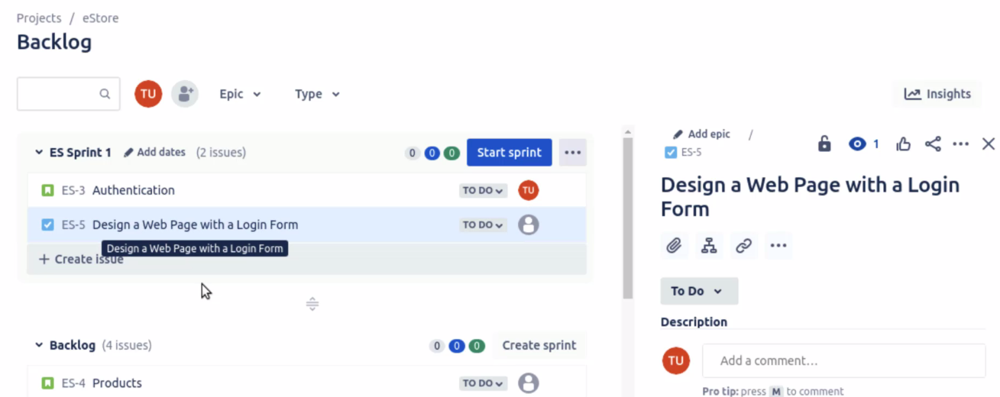 Projects / eStore
Backlog
TU
Epic
Type
Insights
ES Sprint 1 Add dates (2 issues) 0 0 0 Start sprint ...
ES-3 Authentication TO DO TU
ES-5 Design a Web Page with a Login Form TO DO
Design a Web Page with a Login Form
+ Create issue
Backlog (4 issues) 0 0 0 Create sprint
ES-4 Products TO DO
Add epic /
ES-5
1
Design a Web Page with a Login
Form
To Do
Description
TU Add a comment...
Pro tip: press M to comment